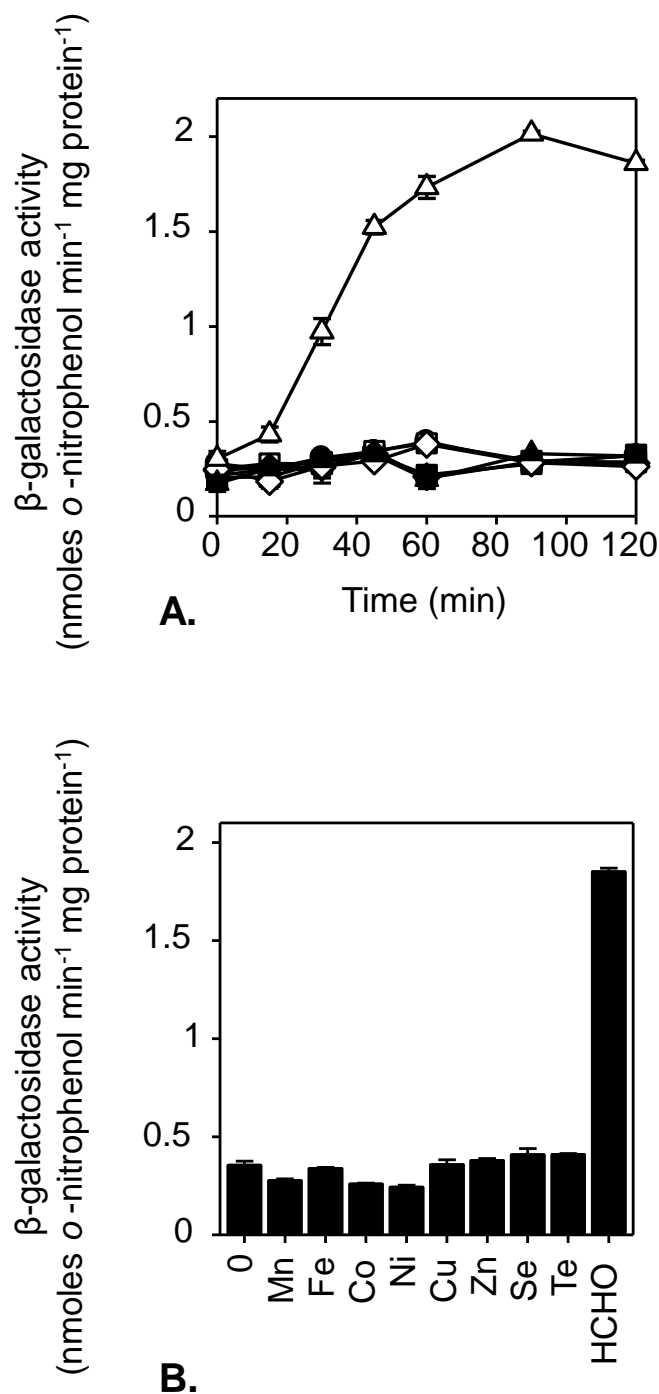 β-galactosidase activity
(nmoles o -nitrophenol min-1 mg protein-1)
2
1.5
1
0.5
0
0 20 40 60 80 100 120
Time (min)
A.
β-galactosidase activity
(nmoles o -nitrophenol min-1 mg protein-1)
2
1.5
1
0.5
0
0 Mn Fe Co Ni Cu Zn Se Te HCHO
B.